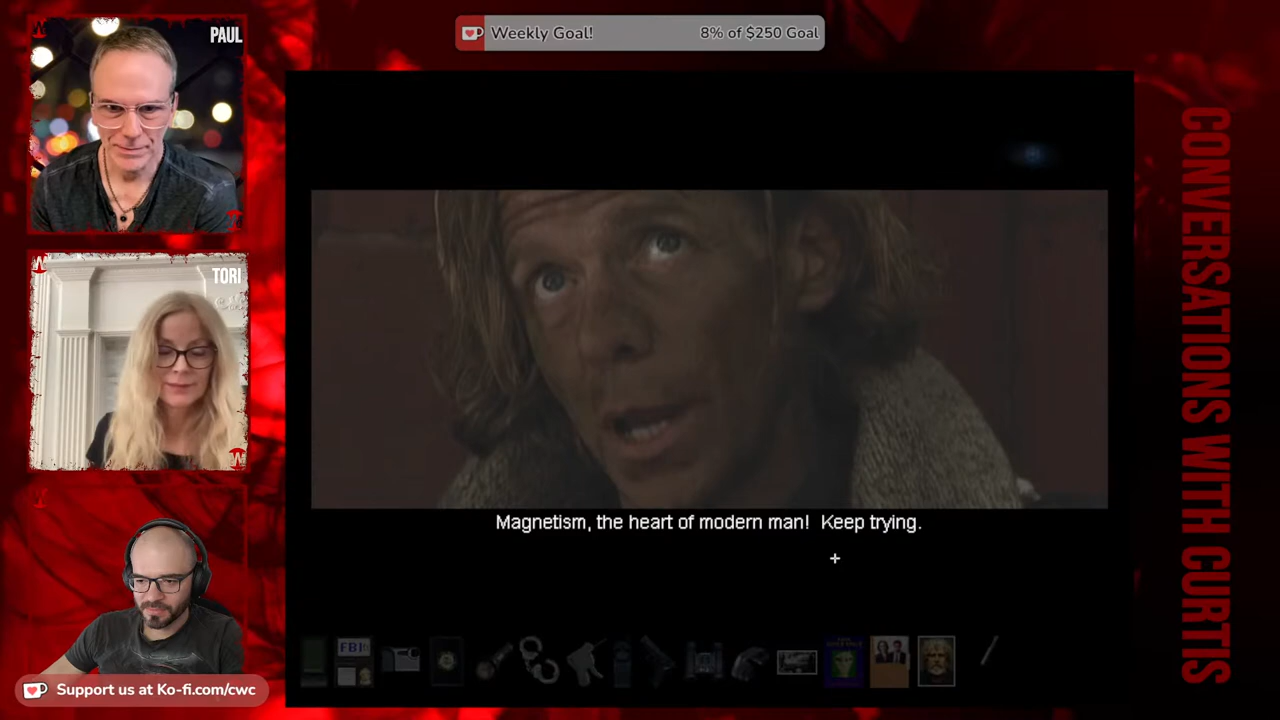 PAUL
Weekly Goal! 8% of $250 Goal
TORI
CONVERSATIONS WITH CURTIS
Magnetism, the heart of modern man! Keep trying.
FBI
Support us at Ko-fi.com/cwc